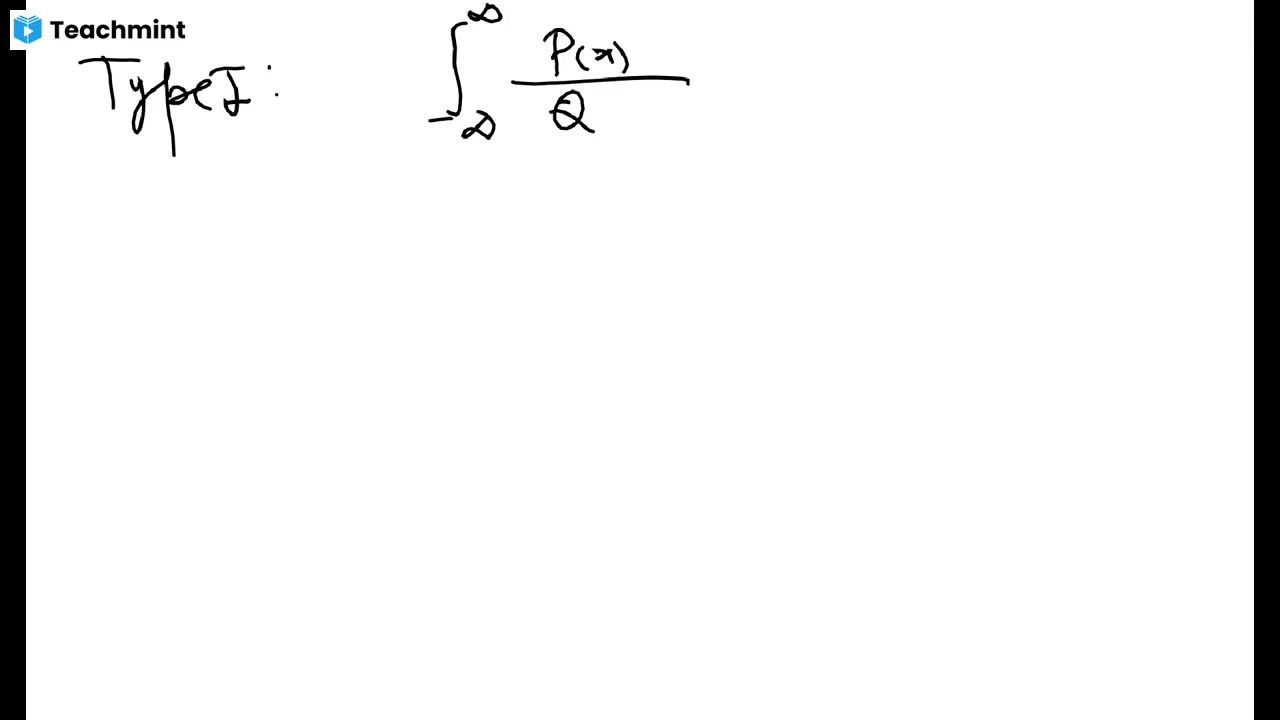 Teachmint
Type I : ∫_{-∞}^{∞} P(x)/Q